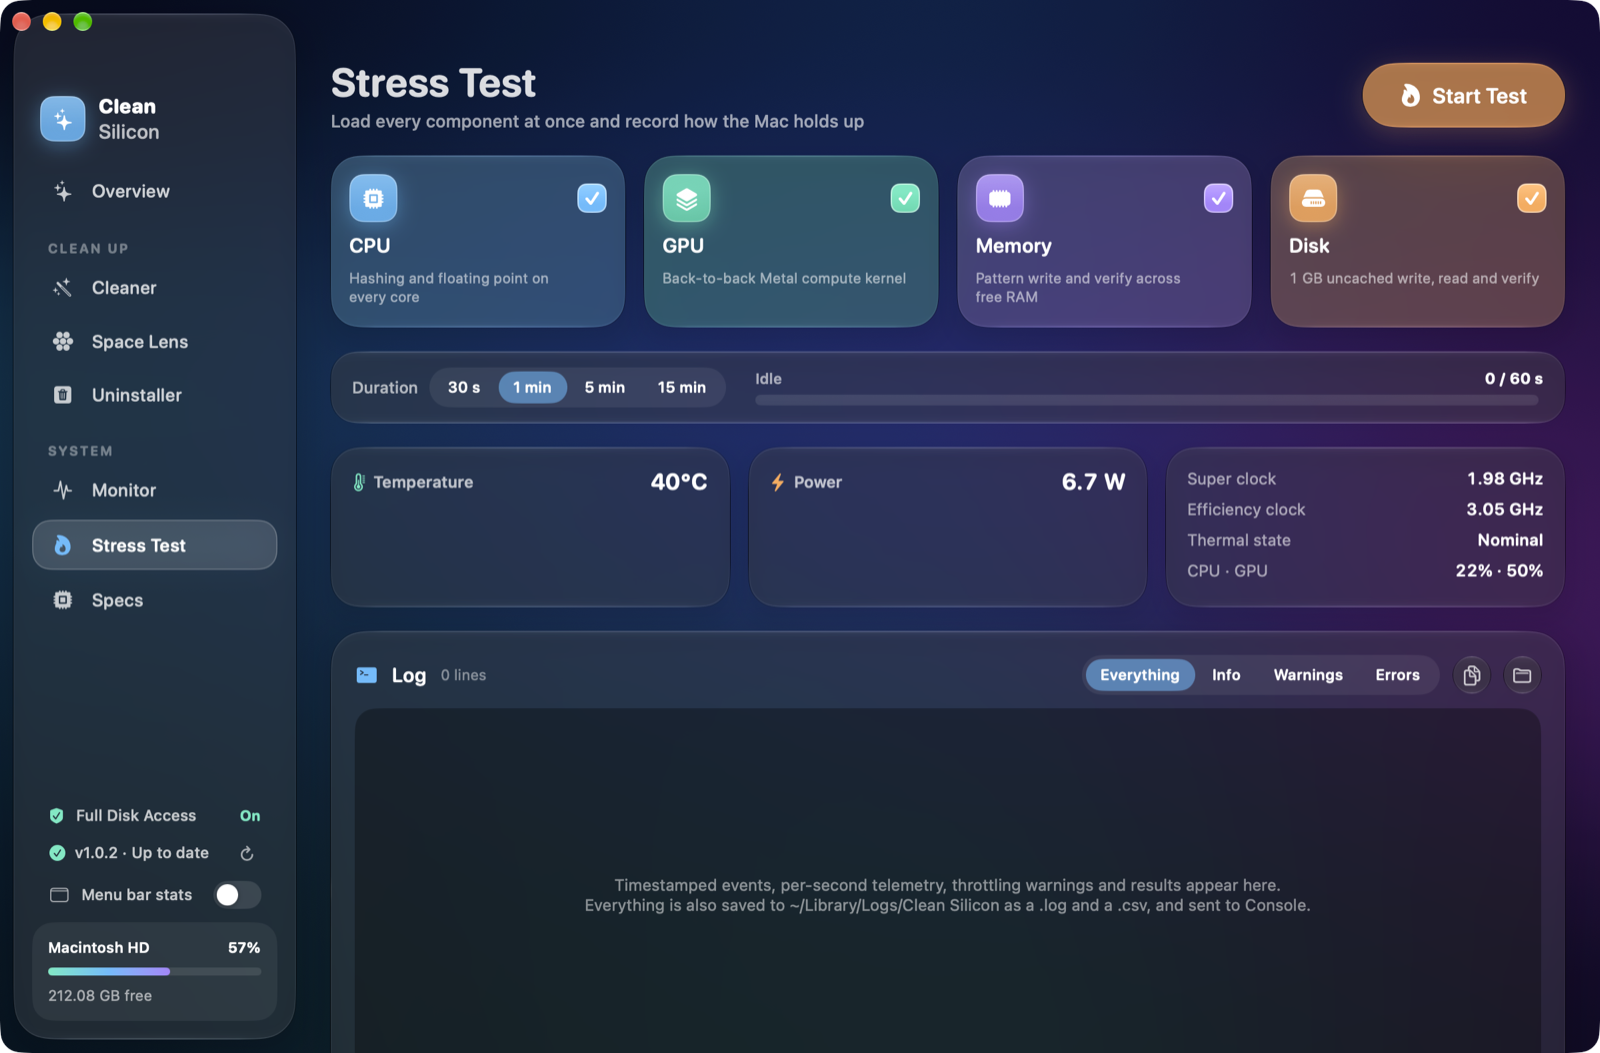 Clean
Silicon
Overview
CLEAN UP
Cleaner
Space Lens
Uninstaller
SYSTEM
Monitor
Stress Test
Specs
Full Disk Access On
v1.0.2 · Up to date
Menu bar stats
Macintosh HD 57%
212.08 GB free
Stress Test
Load every component at once and record how the Mac holds up
Start Test
CPU
Hashing and floating point on
every core
GPU
Back-to-back Metal compute kernel
Memory
Pattern write and verify across
free RAM
Disk
1 GB uncached write, read and verify
Duration 30 s 1 min 5 min 15 min
Idle 0 / 60 s
Temperature 40°C
Power 6.7 W
Super clock 1.98 GHz
Efficiency clock 3.05 GHz
Thermal state Nominal
CPU · GPU 22% · 50%
Log 0 lines
Everything Info Warnings Errors
Timestamped events, per-second telemetry, throttling warnings and results appear here.
Everything is also saved to ~/Library/Logs/Clean Silicon as a .log and a .csv, and sent to Console.